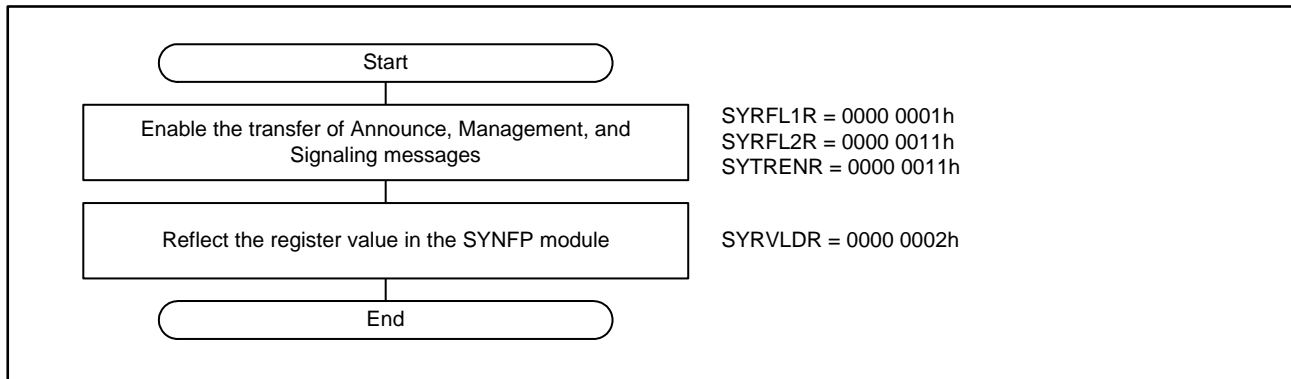 Start
Enable the transfer of Announce, Management, and
Signaling messages
SYRFL1R = 0000 0001h
SYRFL2R = 0000 0011h
SYTRENR = 0000 0011h
Reflect the register value in the SYNFP module
SYRVLDR = 0000 0002h
End